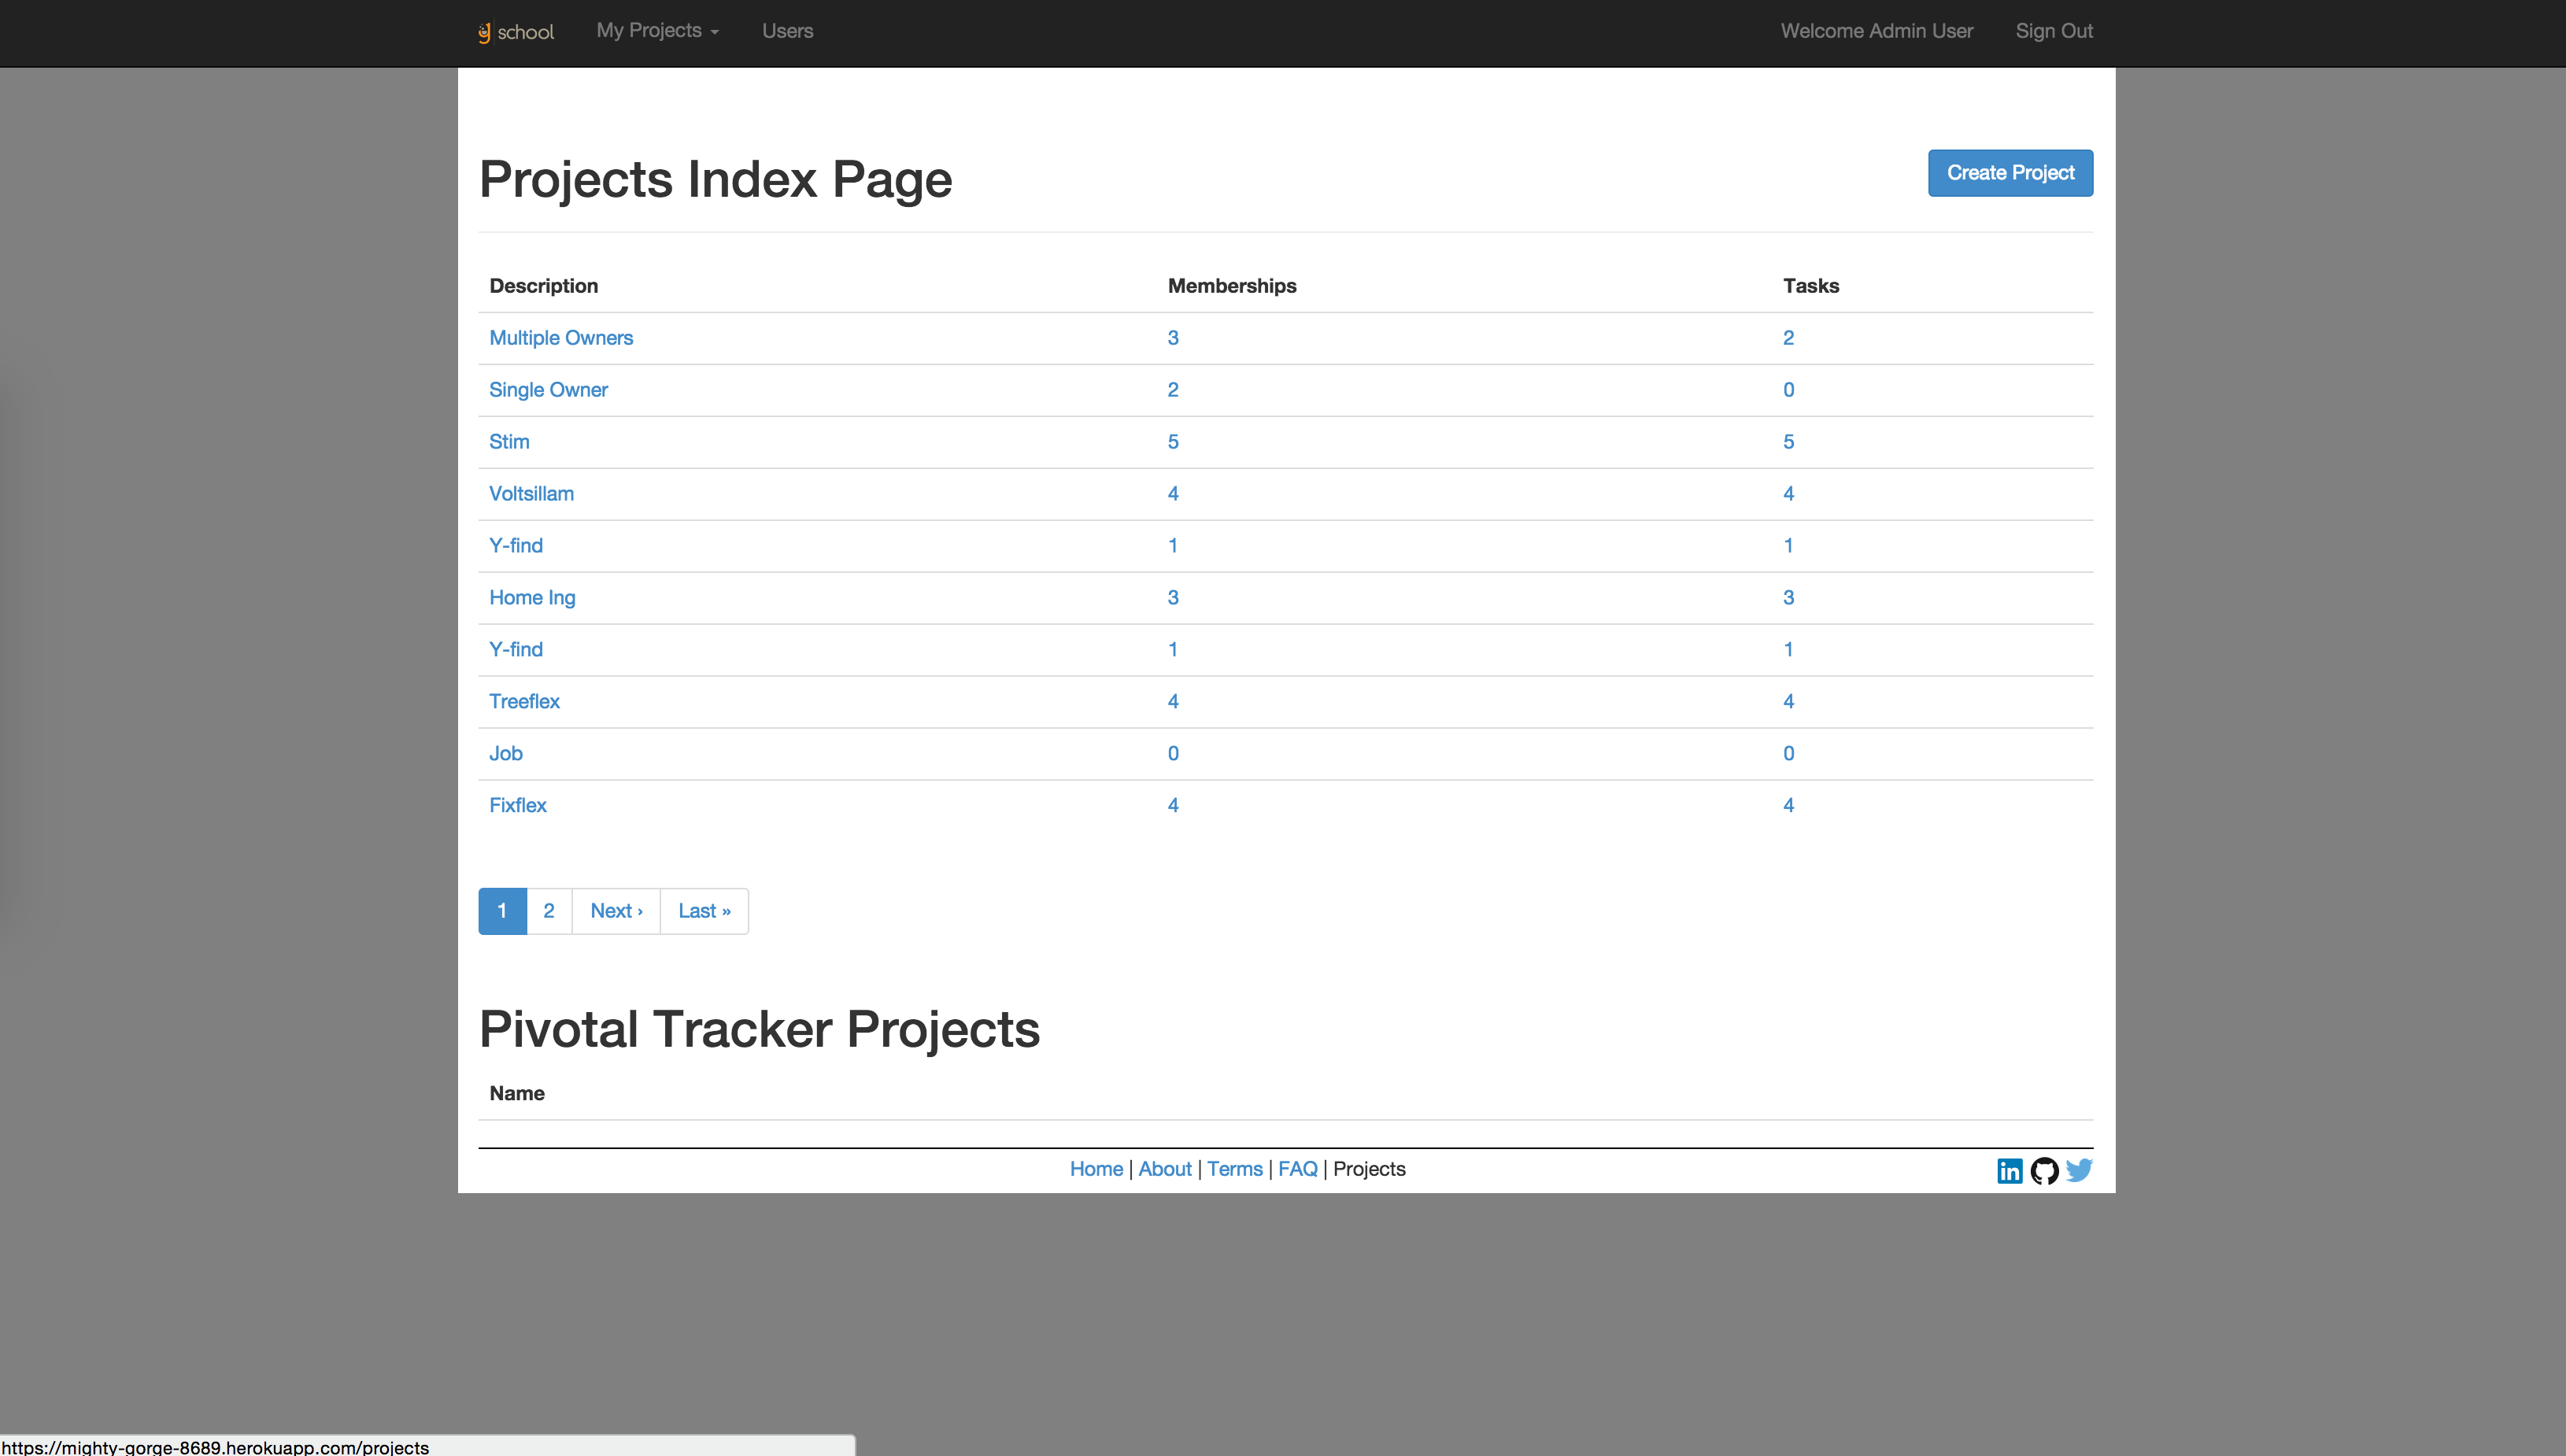 g school My Projects Users Welcome Admin User Sign Out
Projects Index Page Create Project
Description Memberships Tasks
Multiple Owners 3 2
Single Owner 2 0
Stim 5 5
Voltsillam 4 4
Y-find 1 1
Home Ing 3 3
Y-find 1 1
Treeflex 4 4
Job 0 0
Fixflex 4 4
1 2 Next › Last »
Pivotal Tracker Projects
Name
Home | About | Terms | FAQ | Projects in
https://mighty-gorge-8689.herokuapp.com/projects